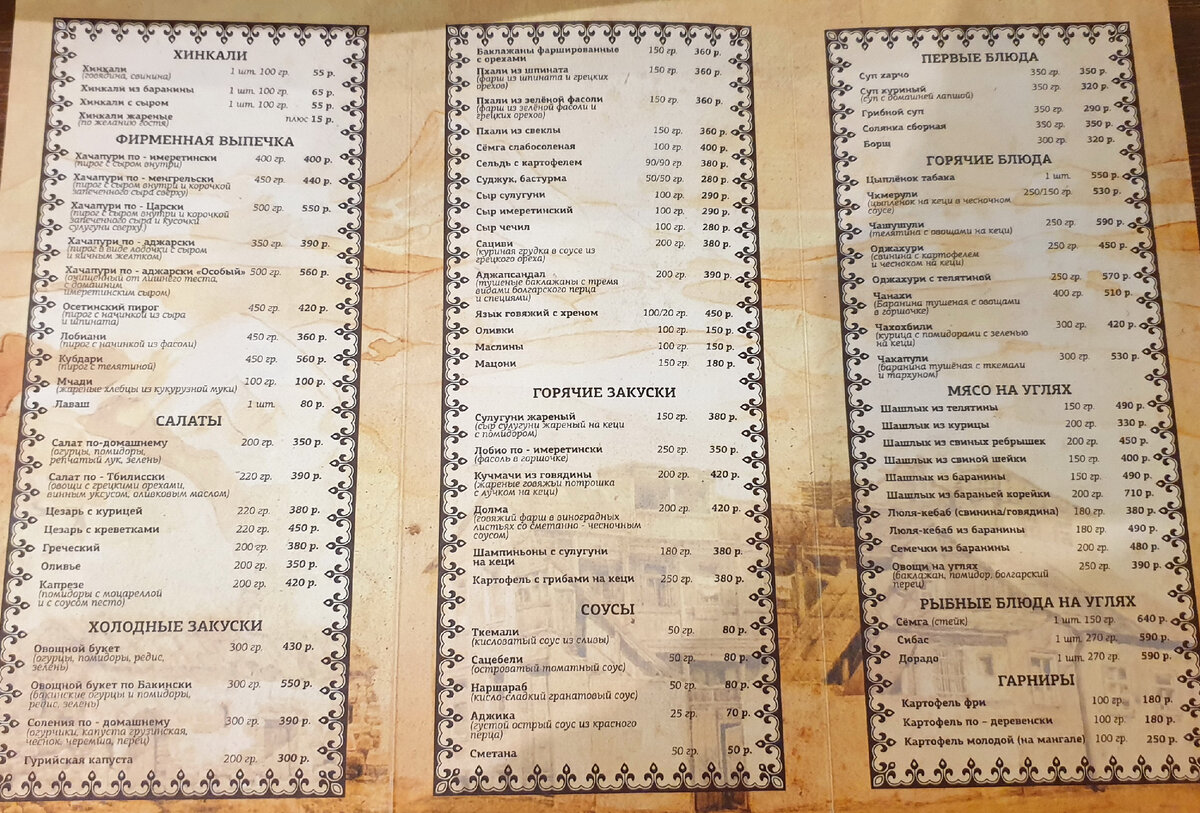 ХИНКАЛИ
Хинкали 1 шт. 100 гр. 55 р.
(говядина, свинина)
Хинкали из баранины 1 шт. 100 гр. 65 р.
Хинкали с сыром 1 шт. 100 гр. 55 р.
Хинкали жареные плюс 15 р.
(по желанию гостя)
ФИРМЕННАЯ ВЫПЕЧКА
Хачапури по - имеретински 400 гр. 400 р.
(пирог с сыром внутри)
Хачапури по - менгрельски 450 гр. 440 р.
(пирог с сыром внутри и корочкой
запеченного сыра сверху)
Хачапури по - Царски 500 гр. 550 р.
(пирог с сыром внутри и корочкой
запеченного сыра и кусочки
сулугуни сверху)
Хачапури по - аджарски 350 гр. 390 р.
(пирог в виде лодочки с сыром
и яичным желтком)
Хачапури по - аджарски «Особый» 500 гр. 560 р.
(очищенный от лишнего теста,
с домашним
имеретинским сыром)
Осетинский пирог 450 гр. 420 р.
(пирог с начинкой из сыра
и шпината)
Лобиани 450 гр. 360 р.
(пирог с начинкой из фасоли)
Кубдари 450 гр. 560 р.
(пирог с телятиной)
Мчади 100 гр. 100 р.
(жареные хлебцы из кукурузной муки)
Лаваш 1 шт. 80 р.
САЛАТЫ
Салат по-домашнему 200 гр. 350 р.
(огурцы, помидоры,
репчатый лук, зелень)
Салат по - Тбилисски 220 гр. 390 р.
(овощи с грецкими орехами,
винным уксусом, оливковым маслом)
Цезарь с курицей 220 гр. 380 р.
Цезарь с креветками 220 гр. 450 р.
Греческий 200 гр. 380 р.
Оливье 200 гр. 350 р.
Капрезе 200 гр. 420 р.
(помидоры с моцареллой
и с соусом песто)
ХОЛОДНЫЕ ЗАКУСКИ
Овощной букет 300 гр. 430 р.
(огурцы, помидоры, редис,
зелень)
Овощной букет по Бакински 300 гр. 550 р.
(бакинские огурцы и помидоры,
редис, зелень)
Соления по - домашнему 300 гр. 390 р.
(огурчики, капуста грузинская,
чеснок, черемша, перец)
Гурийская капуста 200 гр. 300 р.
Баклажаны фаршированные 150 гр. 360 р.
с орехами
Пхали из шпината 150 гр. 360 р.
(фарш из шпината и грецких
орехов)
Пхали из зелёной фасоли 150 гр. 360 р.
(фарш из зелёной фасоли и
грецких орехов)
Пхали из свеклы 150 гр. 360 р.
Сёмга слабосоленая 100 гр. 400 р.
Сельдь с картофелем 90/90 гр. 380 р.
Суджук, бастурма 50/50 гр. 280 р.
Сыр сулугуни 100 гр. 290 р.
Сыр имеретинский 100 гр. 290 р.
Сыр чечил 100 гр. 280 р.
Сациви 200 гр. 380 р.
(куриная грудка в соусе из
грецкого ореха)
Аджапсандал 200 гр. 390 р.
(тушеные баклажаны с тремя
видами болгарского перца
и специями)
Язык говяжий с хреном 100/20 гр. 450 р.
Оливки 100 гр. 150 р.
Маслины 100 гр. 150 р.
Мацони 150 гр. 180 р.
ГОРЯЧИЕ ЗАКУСКИ
Сулугуни жареный 150 гр. 380 р.
(сыр сулугуни жареный на кеци
с помидором)
Лобио по - имеретински 250 гр. 350 р.
(фасоль в горшочке)
Кучмачи из говядины 200 гр. 420 р.
(жареные говяжьи потрошка
с лучком на кеци)
Долма 200 гр. 420 р.
(говяжий фарш в виноградных
листьях со сметанно - чесночным
соусом)
Шампиньоны с сулугуни 180 гр. 380 р.
на кеци
Картофель с грибами на кеци 250 гр. 380 р.
СОУСЫ
Ткемали 50 гр. 80 р.
(кисловатый соус из сливы)
Сацебели 50 гр. 80 р.
(островатый томатный соус)
Наршараб 50 гр. 80 р.
(кисло-сладкий гранатовый соус)
Аджика 25 гр. 70 р.
(густой острый соус из красного
перца)
Сметана 50 гр. 50 р.
ПЕРВЫЕ БЛЮДА
Суп харчо 350 гр. 350 р.
Суп куриный 350 гр. 320 р.
(суп с домашней лапшой)
Грибной суп 350 гр. 290 р.
Солянка сборная 350 гр. 350 р.
Борщ 300 гр. 320 р.
ГОРЯЧИЕ БЛЮДА
Цыплёнок табака 1 шт. 550 р.
Чкмерули 250/150 гр. 530 р.
(цыплёнок на кеци в чесночном
соусе)
Чашушули 250 гр. 590 р.
(телятина с овощами на кеци)
Оджахури 250 гр. 450 р.
(свинина с картофелем
и чесноком на кеци)
Оджахури с телятиной 250 гр. 570 р.
Чанахи 400 гр. 510 р.
(Баранина тушеная с овощами
в горшочке)
Чахохбили 300 гр. 420 р.
(курица с помидорами с зеленью
на кеци)
Чакапули 300 гр. 530 р.
(баранина тушёная с ткемали
и тархуном)
МЯСО НА УГЛЯХ
Шашлык из телятины 150 гр. 490 р.
Шашлык из курицы 200 гр. 330 р.
Шашлык из свиных ребрышек 200 гр. 450 р.
Шашлык из свиной шейки 150 гр. 400 р.
Шашлык из баранины 150 гр. 490 р.
Шашлык из бараньей корейки 200 гр. 710 р.
Люля-кебаб (свинина/говядина) 180 гр. 380 р.
Люля-кебаб из баранины 180 гр. 490 р.
Семечки из баранины 200 гр. 480 р.
Овощи на углях 250 гр. 390 р.
(баклажан, помидор, болгарский
перец)
РЫБНЫЕ БЛЮДА НА УГЛЯХ
Сёмга (стейк) 1 шт. 150 гр. 640 р.
Сибас 1 шт. 270 гр. 590 р.
Дорадо 1 шт. 270 гр. 590 р.
ГАРНИРЫ
Картофель фри 100 гр. 180 р.
Картофель по – деревенски 100 гр. 180 р.
Картофель молодой (на мангале) 100 гр. 250 р.